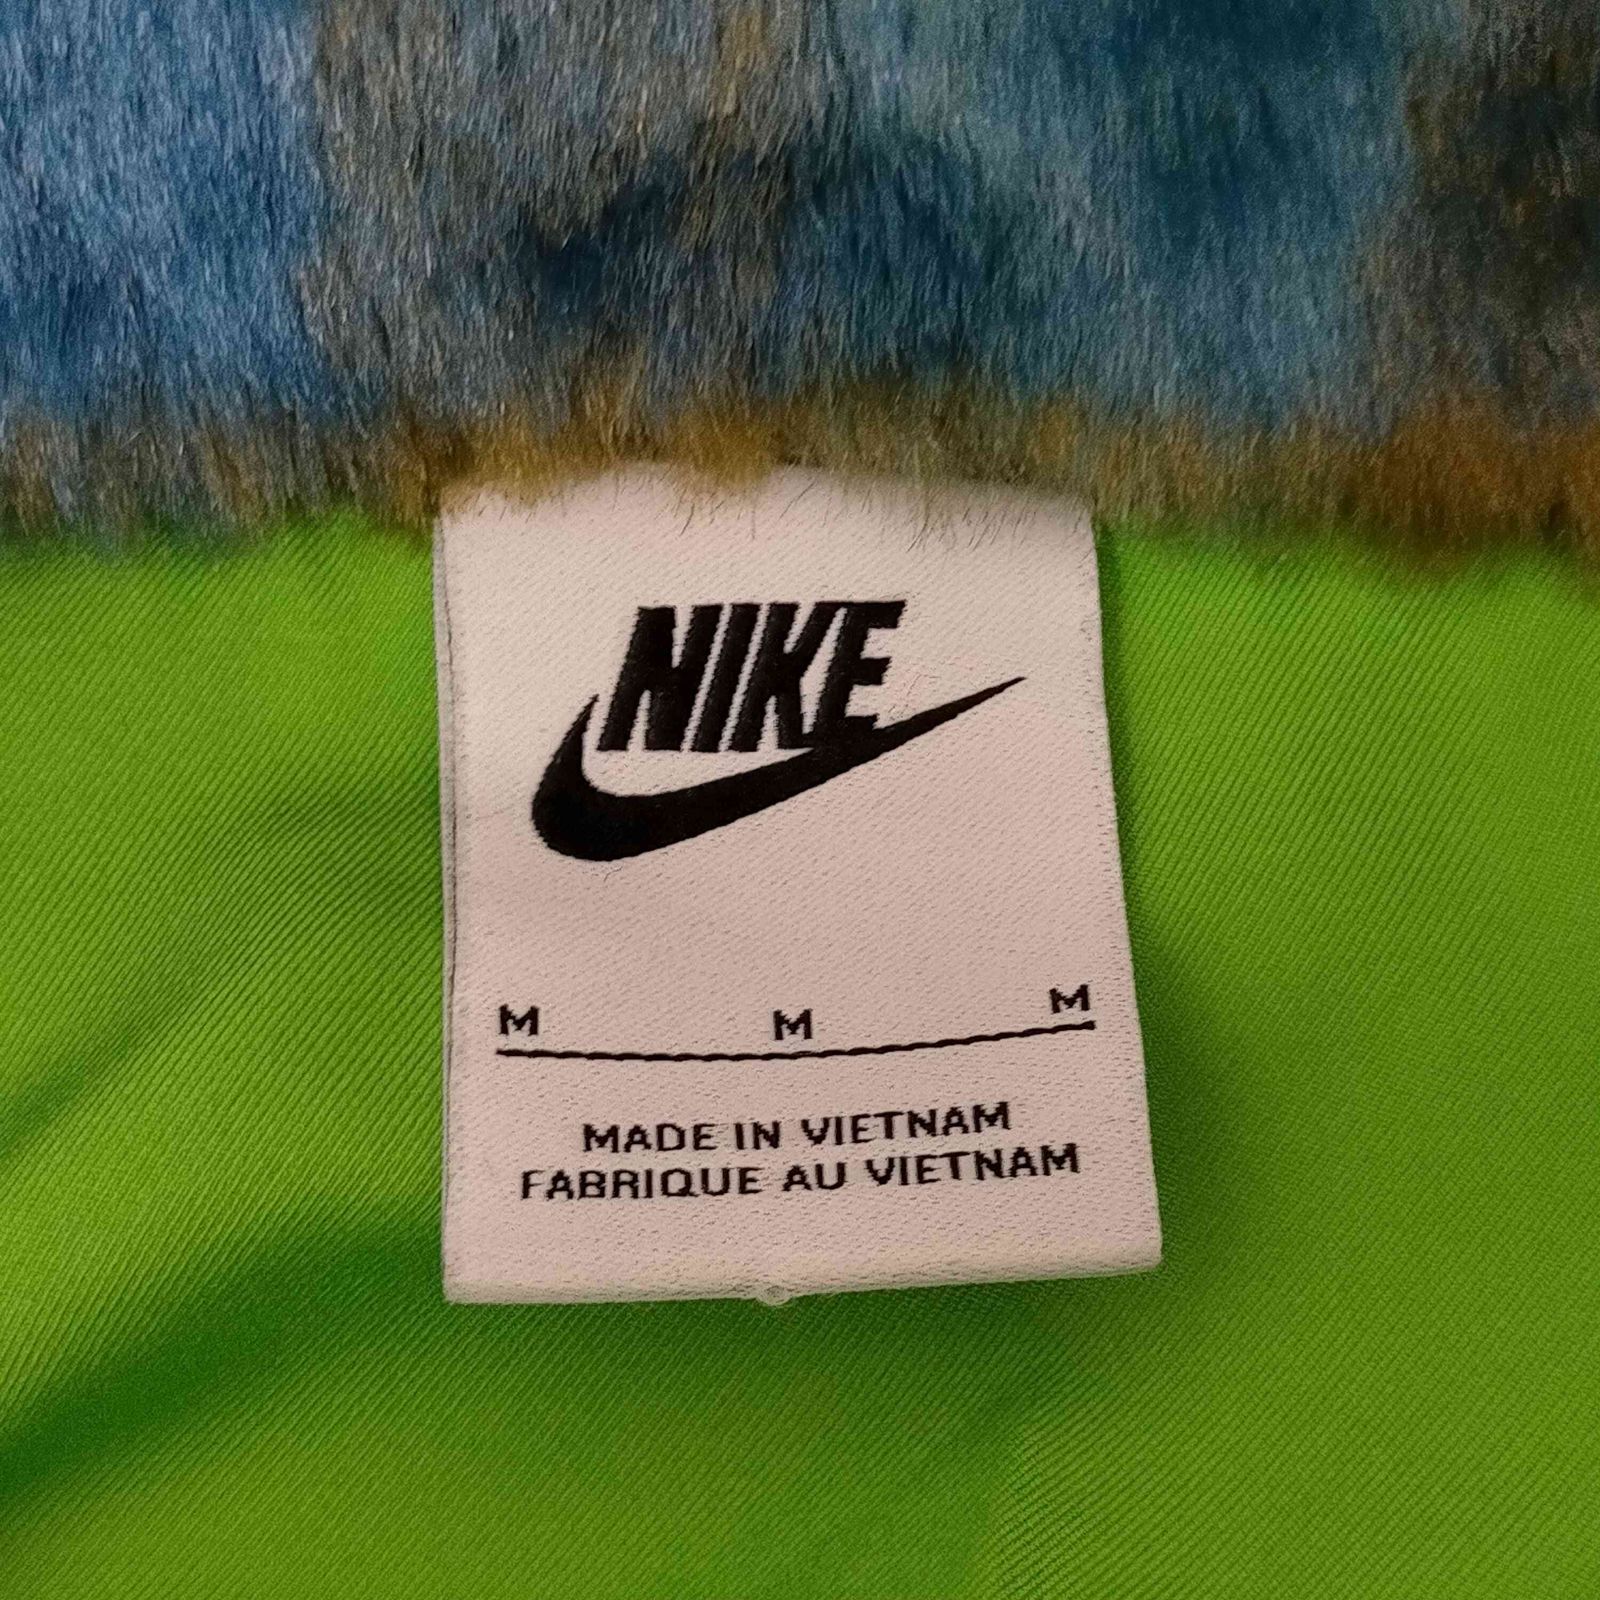 NIKE
M M M
MADE IN VIETNAM
FABRIQUE AU VIETNAM